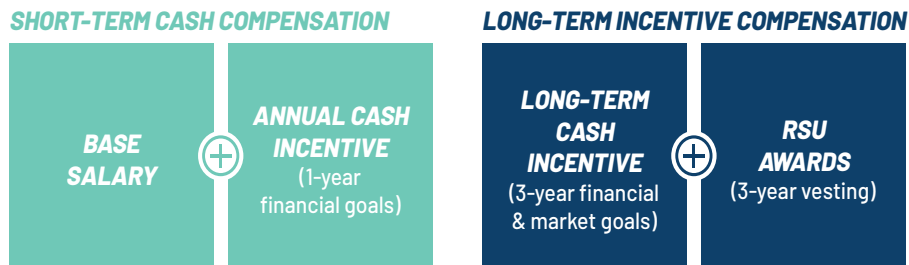 SHORT-TERM CASH COMPENSATION
BASE
SALARY
ANNUAL CASH
INCENTIVE
(1-year
financial goals)
LONG-TERM INCENTIVE COMPENSATION
LONG-TERM
CASH
INCENTIVE
(3-year financial
& market goals)
RSU
AWARDS
(3-year vesting)